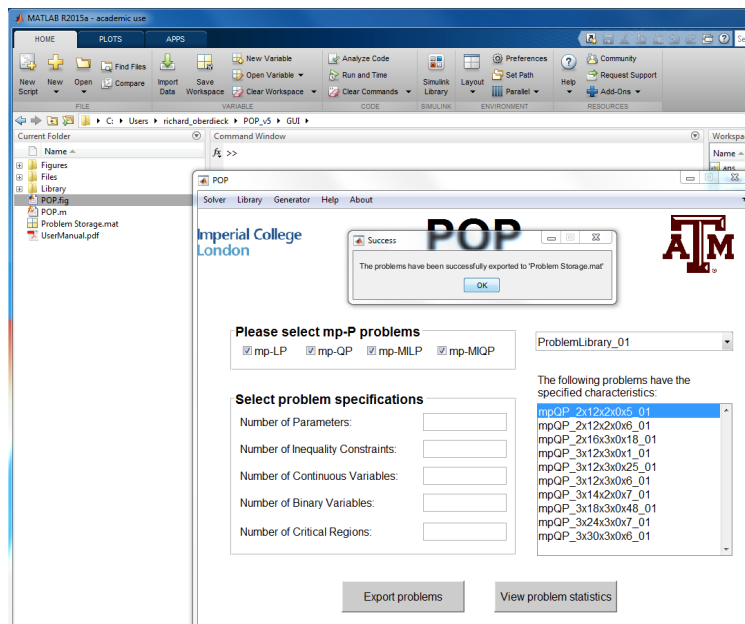 MATLAB R2015a - academic use
HOME PLOTS APPS
New Script
New
Open
Find Files
Compare
Import Data
Save Workspace
New Variable
Open Variable
Clear Workspace
Analyze Code
Run and Time
Clear Commands
Simulink Library
Layout
Preferences
Set Path
Parallel
Help
Community
Request Support
Add-Ons
FILE VARIABLE CODE SIMULINK ENVIRONMENT RESOURCES
C: Users richard_oberdieck POP_v5 GUI
Current Folder
Command Window
Name
Name
fx >>
Figures
Files
Library
POP.fig
POP.m
Problem Storage.mat
UserManual.pdf
POP
Solver Library Generator Help About
Imperial College
London
POP
ATM
Success
The problems have been successfully exported to 'Problem Storage.mat'
OK
Please select mp-P problems
mp-LP mp-QP mp-MILP mp-MIQP
ProblemLibrary_01
Select problem specifications
Number of Parameters:
Number of Inequality Constraints:
Number of Continuous Variables:
Number of Binary Variables:
Number of Critical Regions:
The following problems have the
specified characteristics:
mpQP_2x12x2x0x5_01
mpQP_2x12x2x0x6_01
mpQP_2x16x3x0x18_01
mpQP_3x12x3x0x1_01
mpQP_3x12x3x0x25_01
mpQP_3x12x3x0x6_01
mpQP_3x14x2x0x7_01
mpQP_3x18x3x0x48_01
mpQP_3x24x3x0x7_01
mpQP_3x30x3x0x6_01
Export problems
View problem statistics